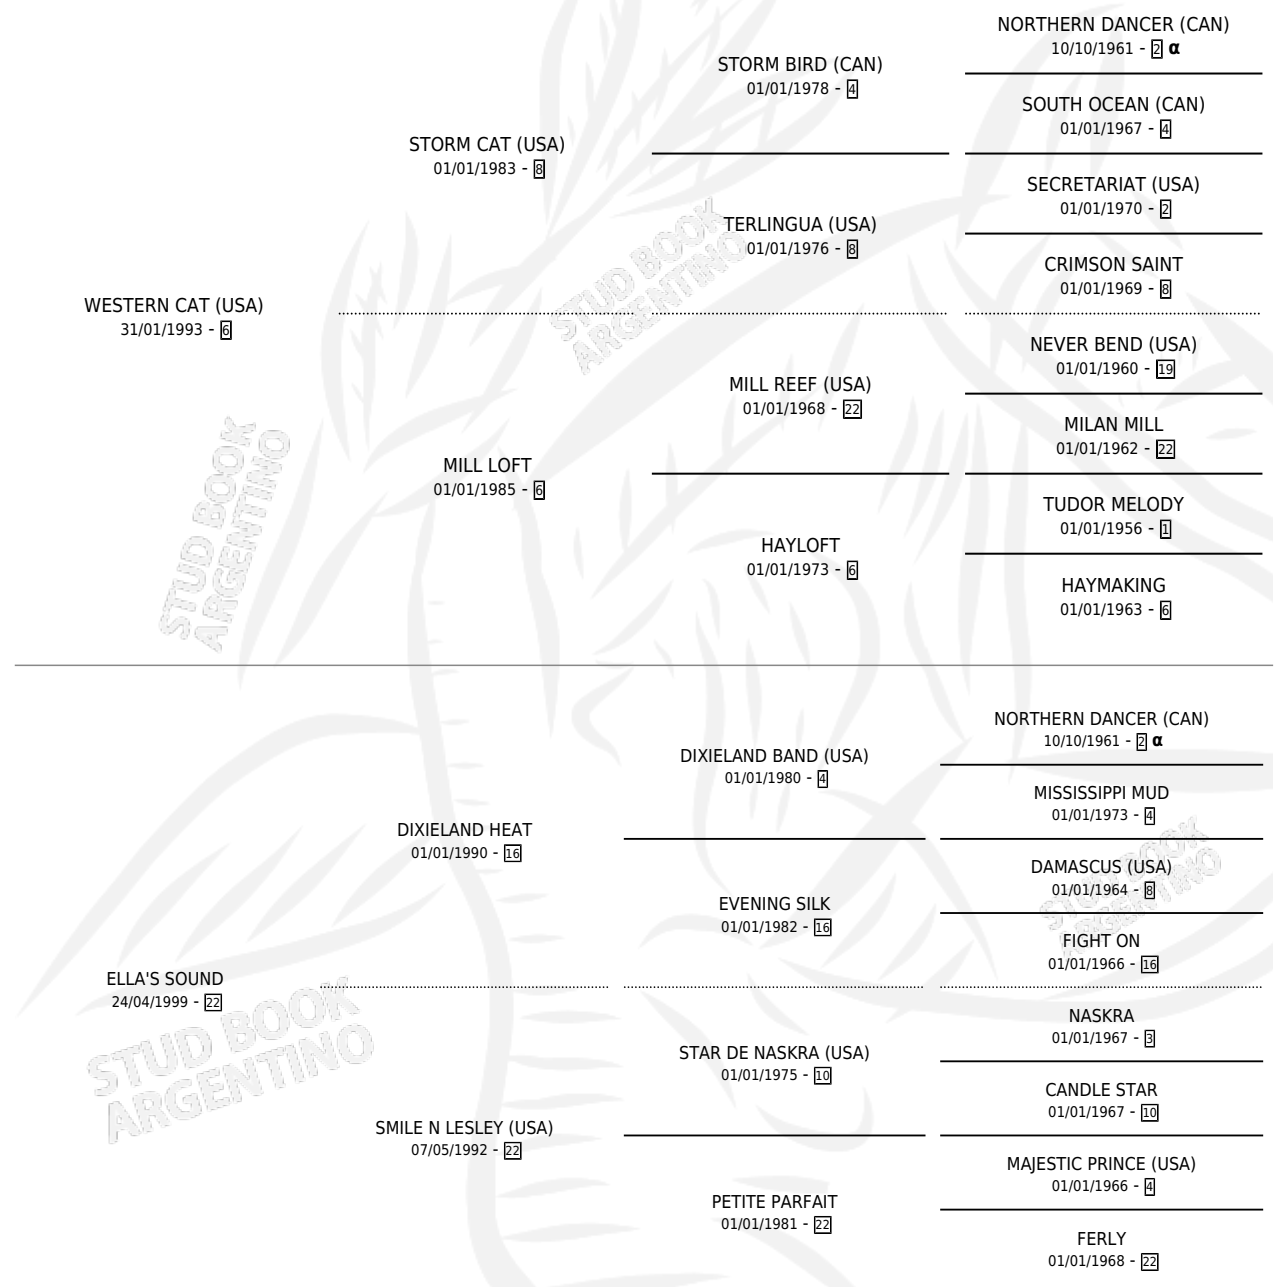 NORTHERN DANCER (CAN)
10/10/1961 - 2 α
STORM BIRD (CAN)
01/01/1978 - 4
SOUTH OCEAN (CAN)
01/01/1967 - 4
STORM CAT (USA)
01/01/1983 - 8
SECRETARIAT (USA)
01/01/1970 - 2
TERLINGUA (USA)
01/01/1976 - 8
CRIMSON SAINT
01/01/1969 - 8
WESTERN CAT (USA)
31/01/1993 - 6
NEVER BEND (USA)
01/01/1960 - 19
MILL REEF (USA)
01/01/1968 - 22
MILAN MILL
01/01/1962 - 22
MILL LOFT
01/01/1985 - 6
TUDOR MELODY
01/01/1956 - 1
HAYLOFT
01/01/1973 - 6
HAYMAKING
01/01/1963 - 6
NORTHERN DANCER (CAN)
10/10/1961 - 2 α
DIXIELAND BAND (USA)
01/01/1980 - 4
MISSISSIPPI MUD
01/01/1973 - 4
DIXIELAND HEAT
01/01/1990 - 16
DAMASCUS (USA)
01/01/1964 - 8
EVENING SILK
01/01/1982 - 16
FIGHT ON
01/01/1966 - 16
ELLA'S SOUND
24/04/1999 - 22
NASKRA
01/01/1967 - 3
STAR DE NASKRA (USA)
01/01/1975 - 10
CANDLE STAR
01/01/1967 - 10
SMILE N LESLEY (USA)
07/05/1992 - 22
MAJESTIC PRINCE (USA)
01/01/1966 - 4
PETITE PARFAIT
01/01/1981 - 22
FERLY
01/01/1968 - 22
STUD BOOK
ARGENTINO
STUD BOOK
ARGENTINO
STUD BOOK
ARGENTINO
STUD BOOK
ARGENTINO